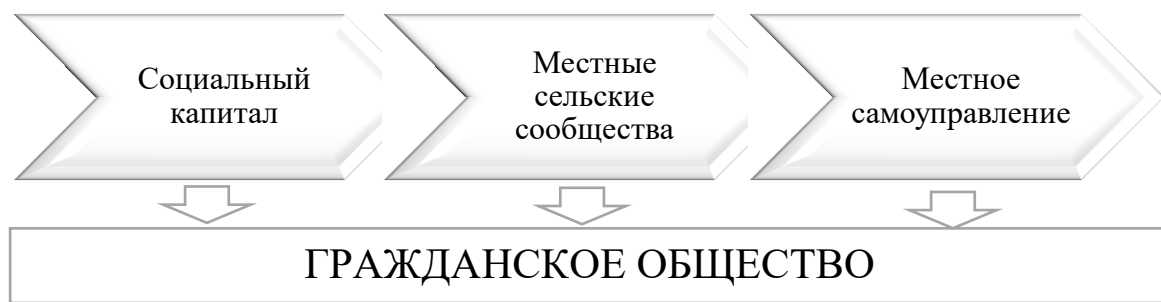 Социальный
капитал
Местные
сельские
сообщества
Местное
самоуправление
ГРАЖДАНСКОЕ ОБЩЕСТВО